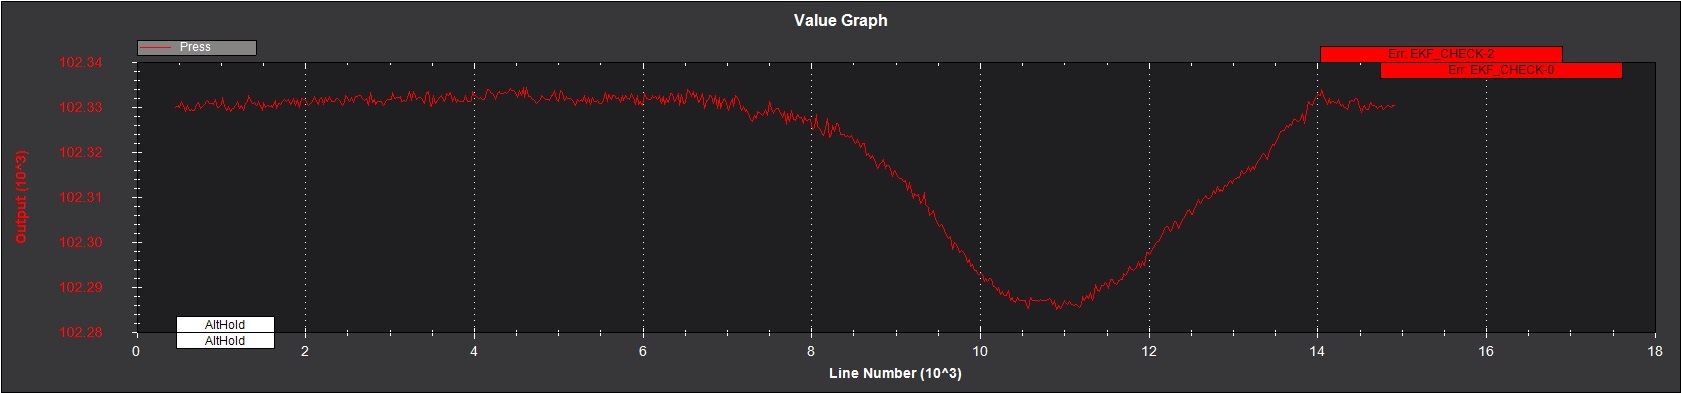 Value Graph
Press
Err: EKF_CHECK-2
Err: EKF_CHECK-0
102.34
102.33
102.32
102.31
102.30
102.29
102.28
Output (10^3)
AltHold
AltHold
0 2 4 6 8 10 12 14 16 18
Line Number (10^3)